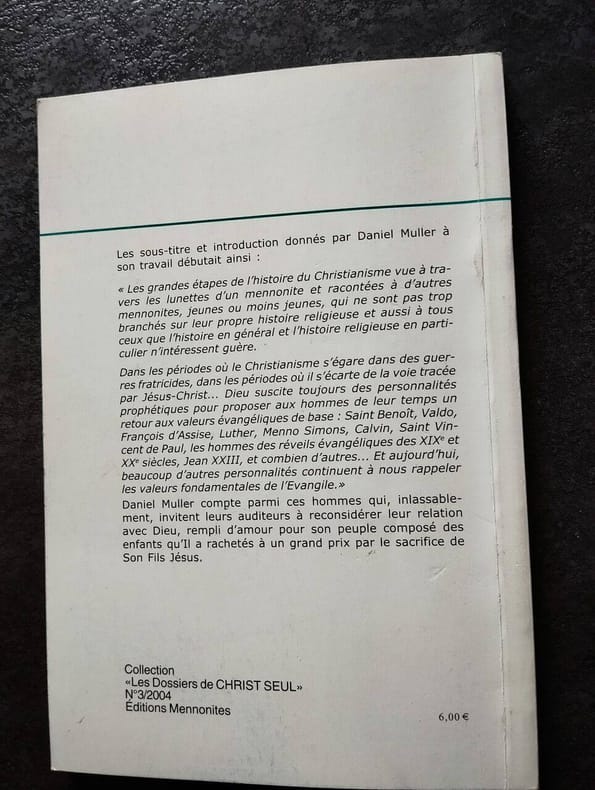 Les sous-titre et introduction donnés par Daniel Muller à
son travail débutait ainsi :
« Les grandes étapes de l'histoire du Christianisme vue à tra-
vers les lunettes d'un mennonite et racontées à d'autres
mennonites, jeunes ou moins jeunes, qui ne sont pas trop
branchés sur leur propre histoire religieuse et aussi à tous
ceux que l'histoire en général et l'histoire religieuse en parti-
culier n'intéressent guère.
Dans les périodes où le Christianisme s'égare dans des guer-
res fratricides, dans les périodes où il s'écarte de la voie tracée
par Jésus-Christ... Dieu suscite toujours des personnalités
prophétiques pour proposer aux hommes de leur temps un
retour aux valeurs évangéliques de base : Saint Benoît, Valdo,
François d'Assise, Luther, Menno Simons, Calvin, Saint Vin-
cent de Paul, les hommes des réveils évangéliques des XIXe et
XXe siècles, Jean XXIII, et combien d'autres... Et aujourd'hui,
beaucoup d'autres personnalités continuent à nous rappeler
les valeurs fondamentales de l'Evangile.»
Daniel Muller compte parmi ces hommes qui, inlassable-
ment, invitent leurs auditeurs à reconsidérer leur relation
avec Dieu, rempli d'amour pour son peuple composé des
enfants qu'Il a rachetés à un grand prix par le sacrifice de
Son Fils Jésus.
Collection
«Les Dossiers de CHRIST SEUL»
N°3/2004
Éditions Mennonites
6,00 €